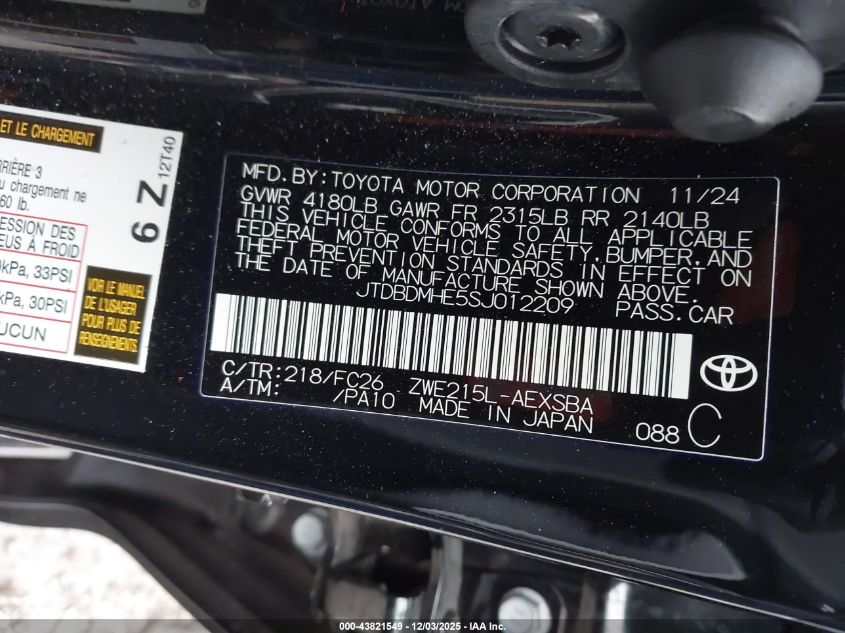 ET LE CHARGEMENT
RRIÈRE 3
u chargement ne
60 lb.
ESSION DES
EUS À FROID
kPa, 33PSI
kPa, 30PSI
UCUN
VOIR LE MANUEL
DE L'USAGER
POUR PLUS DE
RENSEIGNEMENTS.
6 Z 12T40
MFD. BY: TOYOTA MOTOR CORPORATION 11/24
GVWR 4180LB GAWR FR 2315LB RR 2140LB
THIS VEHICLE CONFORMS TO ALL APPLICABLE
FEDERAL MOTOR VEHICLE SAFETY, BUMPER, AND
THEFT PREVENTION STANDARDS IN EFFECT ON
THE DATE OF MANUFACTURE SHOWN ABOVE.
JTDBDMHE5SJ012209 PASS. CAR
C/TR: 218/FC26 ZWE215L-AEXSBA
A/TM: /PA10 MADE IN JAPAN
088 C
TOYOTA
000-43821549 - 12/03/2025 - IAA Inc.